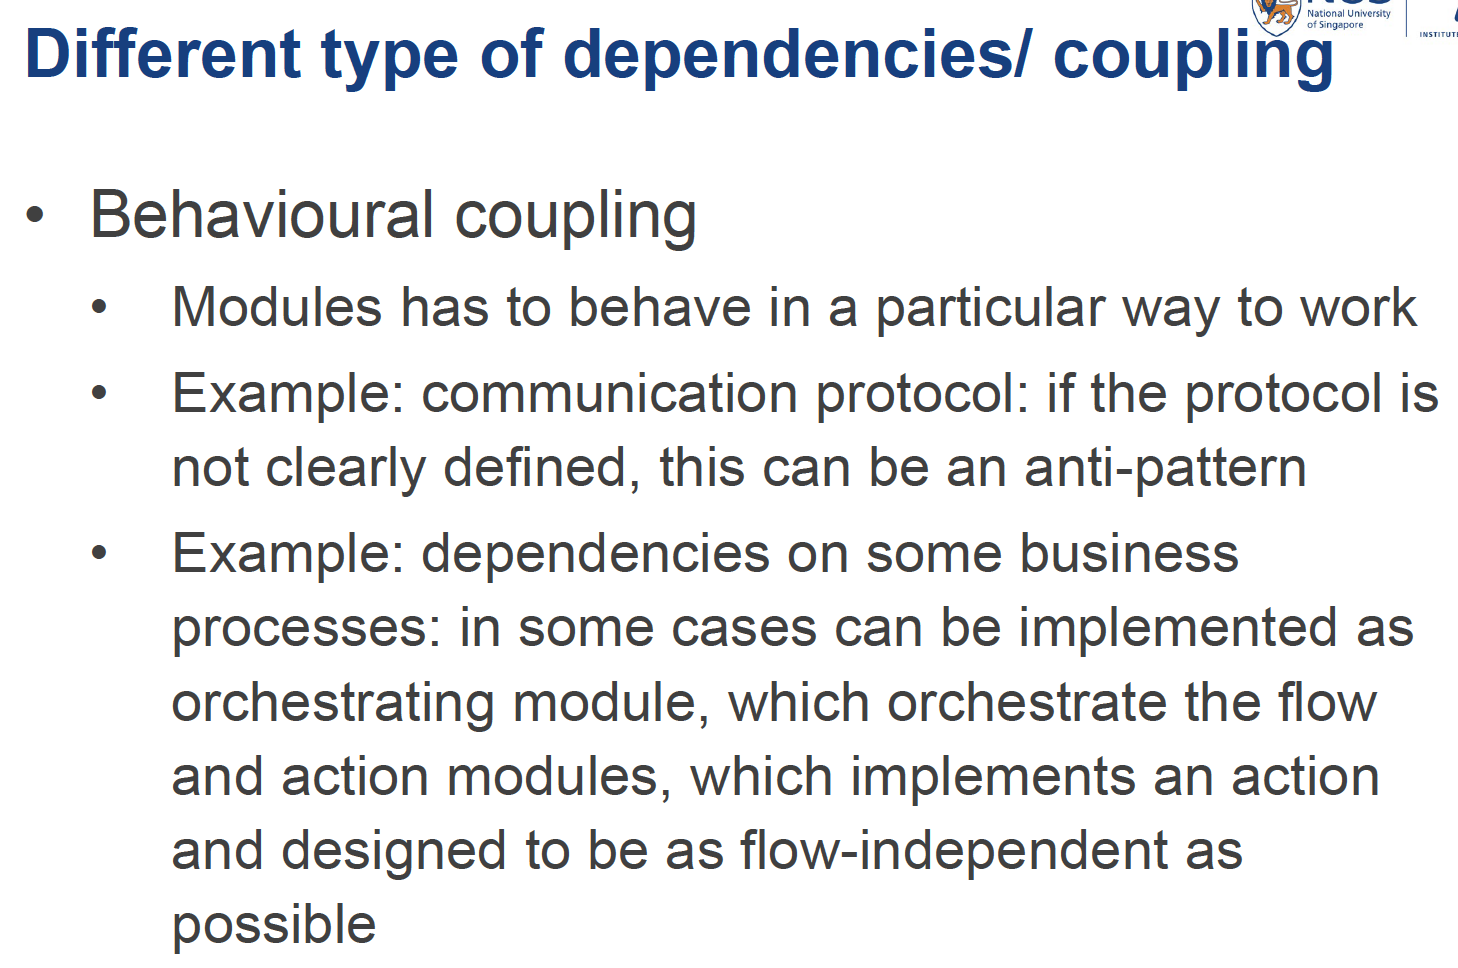 National University
of Singapore
INSTITUTE
Different type of dependencies/ coupling
• Behavioural coupling
• Modules has to behave in a particular way to work
• Example: communication protocol: if the protocol is
not clearly defined, this can be an anti-pattern
• Example: dependencies on some business
processes: in some cases can be implemented as
orchestrating module, which orchestrate the flow
and action modules, which implements an action
and designed to be as flow-independent as
possible